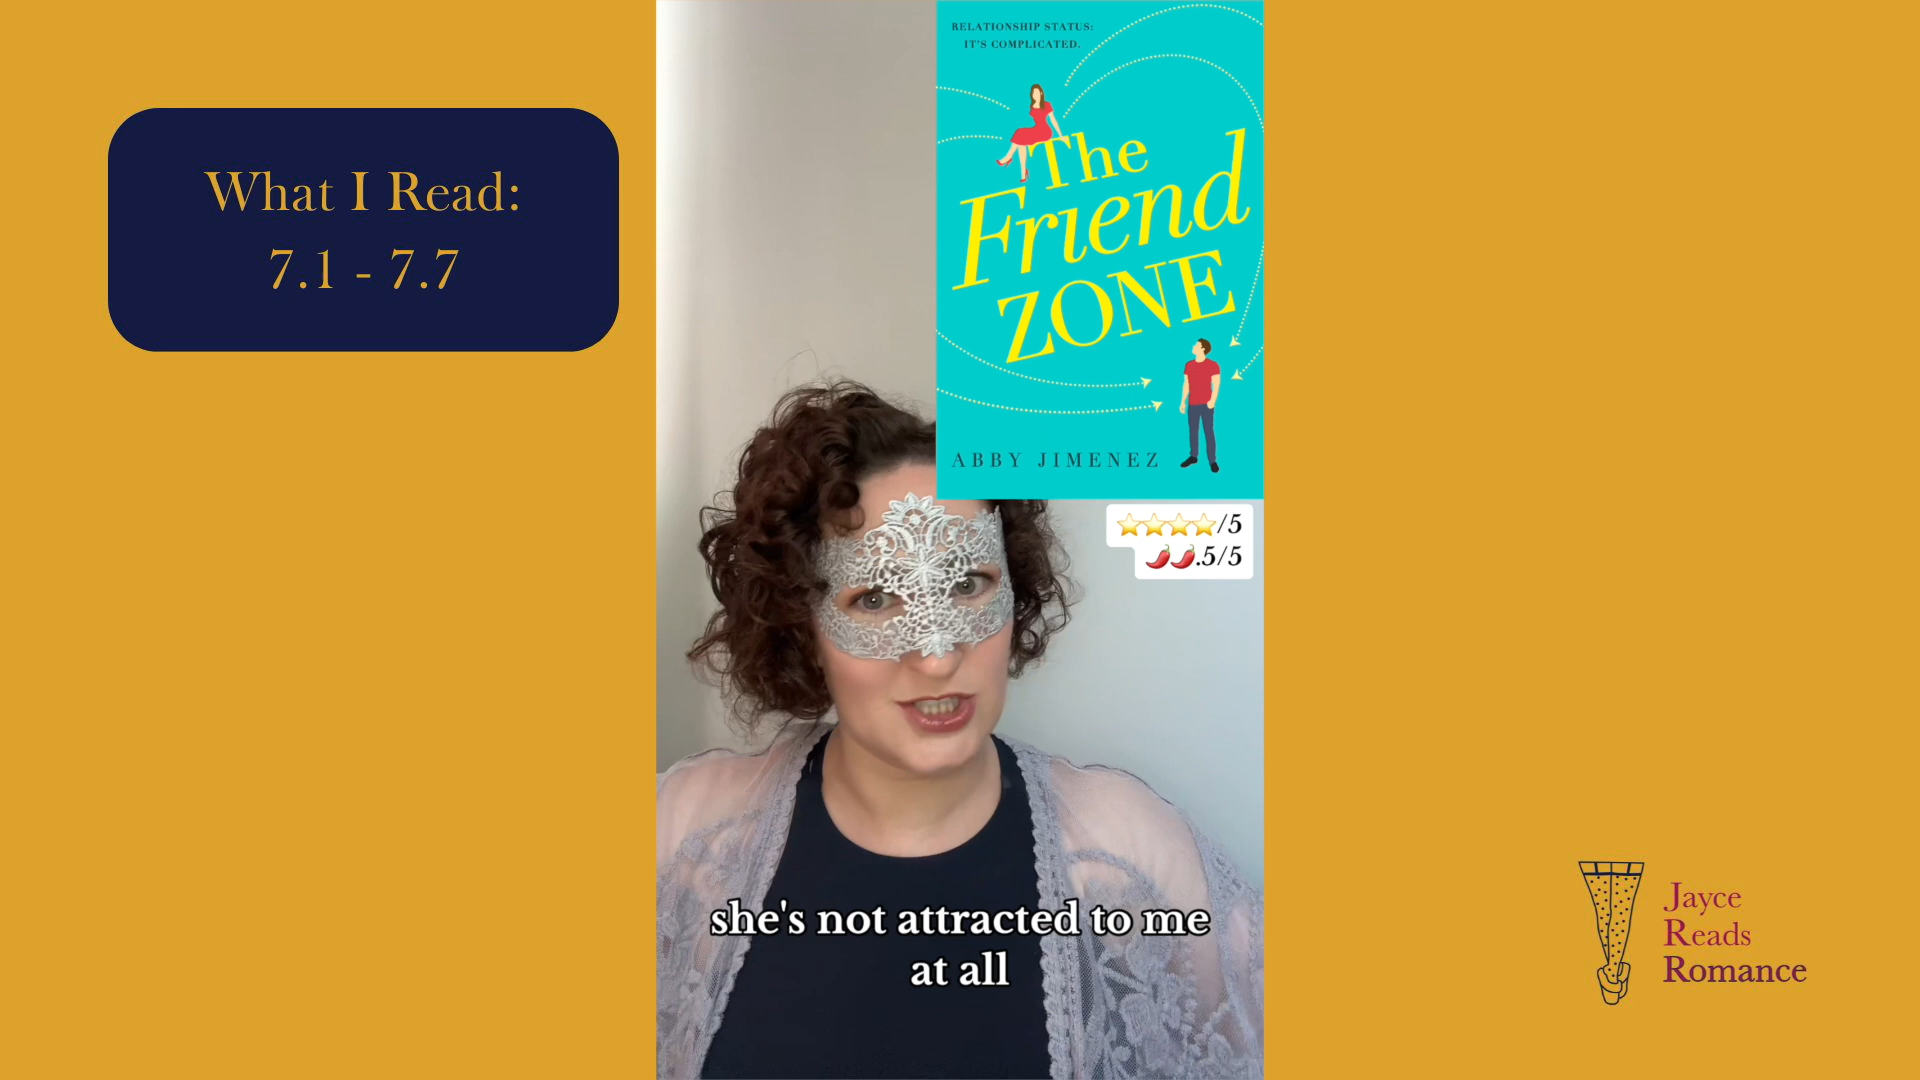 What I Read:
7.1 - 7.7
RELATIONSHIP STATUS:
IT'S COMPLICATED.
The
Friend
ZONE
ABBY JIMENEZ
⭐⭐⭐⭐/5
🌶️🌶️.5/5
she's not attracted to me
at all
Jayce
Reads
Romance